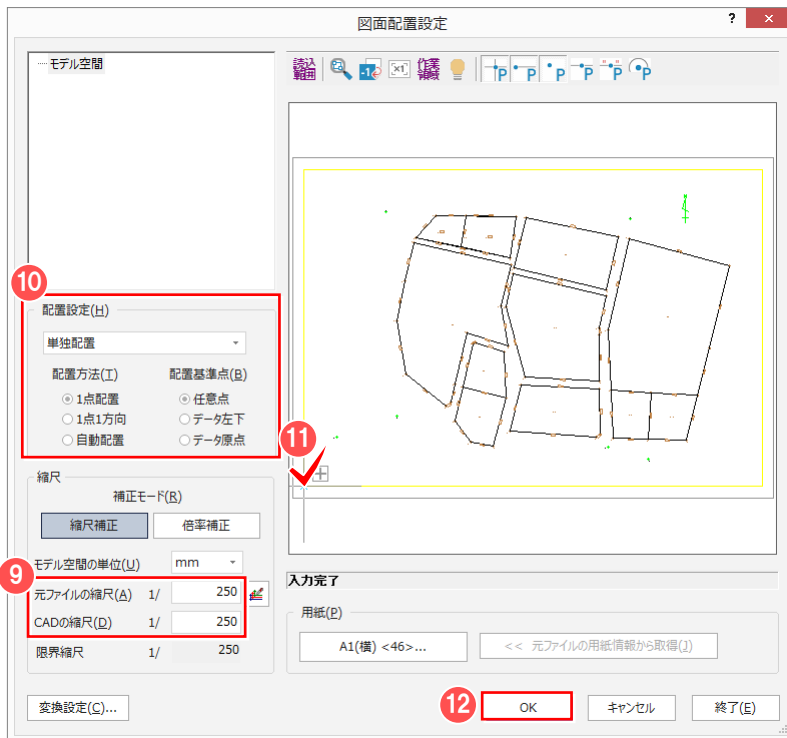 図面配置設定
?
×
モデル空間
読込
範囲
-1
×1
作業
領域
P P P P P P
10
配置設定(H)
単独配置
配置方法(T) 配置基準点(B)
1点配置 任意点
1点1方向 データ左下
自動配置 データ原点
11
縮尺
補正モード(R)
縮尺補正 倍率補正
モデル空間の単位(U) mm
9
元ファイルの縮尺(A) 1/ 250
CADの縮尺(D) 1/ 250
限界縮尺 1/ 250
入力完了
用紙(P)
A1(横) <46>... << 元ファイルの用紙情報から取得(J)
変換設定(C)...
12
OK キャンセル 終了(E)